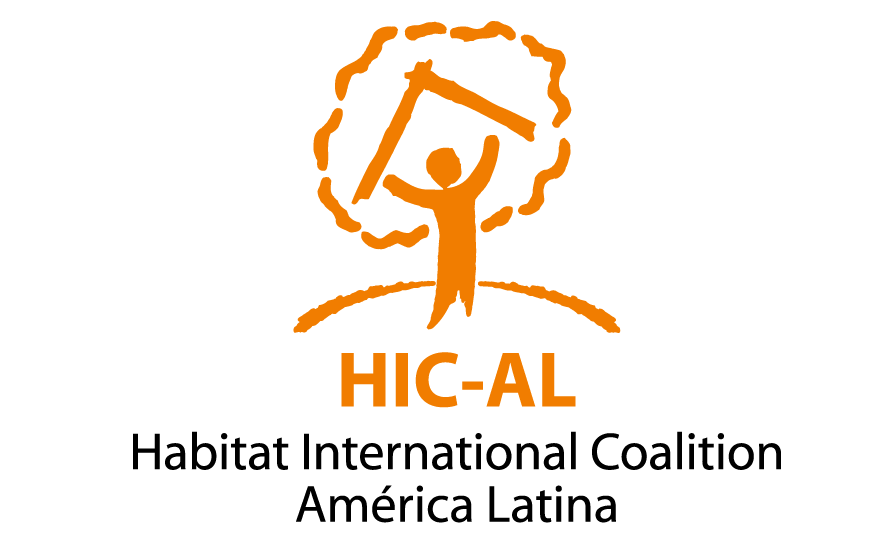 HIC-AL
Habitat International Coalition
América Latina